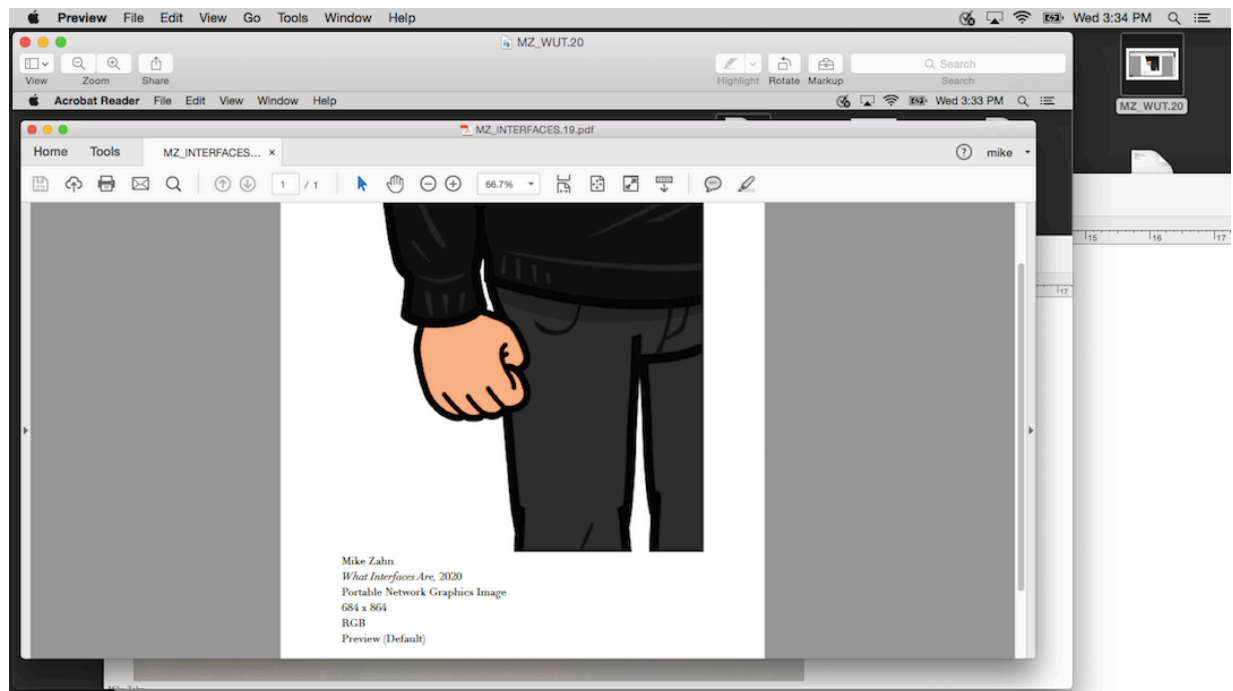 Preview File Edit View Go Tools Window Help Wed 3:34 PM
MZ_WUT.20
Search
View Zoom Share Highlight Rotate Markup Search
Acrobat Reader File Edit View Window Help Wed 3:33 PM
MZ_WUT.20
MZ_INTERFACES.19.pdf
Home Tools MZ_INTERFACES... × ? mike
1 / 1 66.7%
15 16 17
17
Mike Zahn
What Interfaces Are, 2020
Portable Network Graphics Image
684 x 864
RGB
Preview (Default)
Mike Zahn